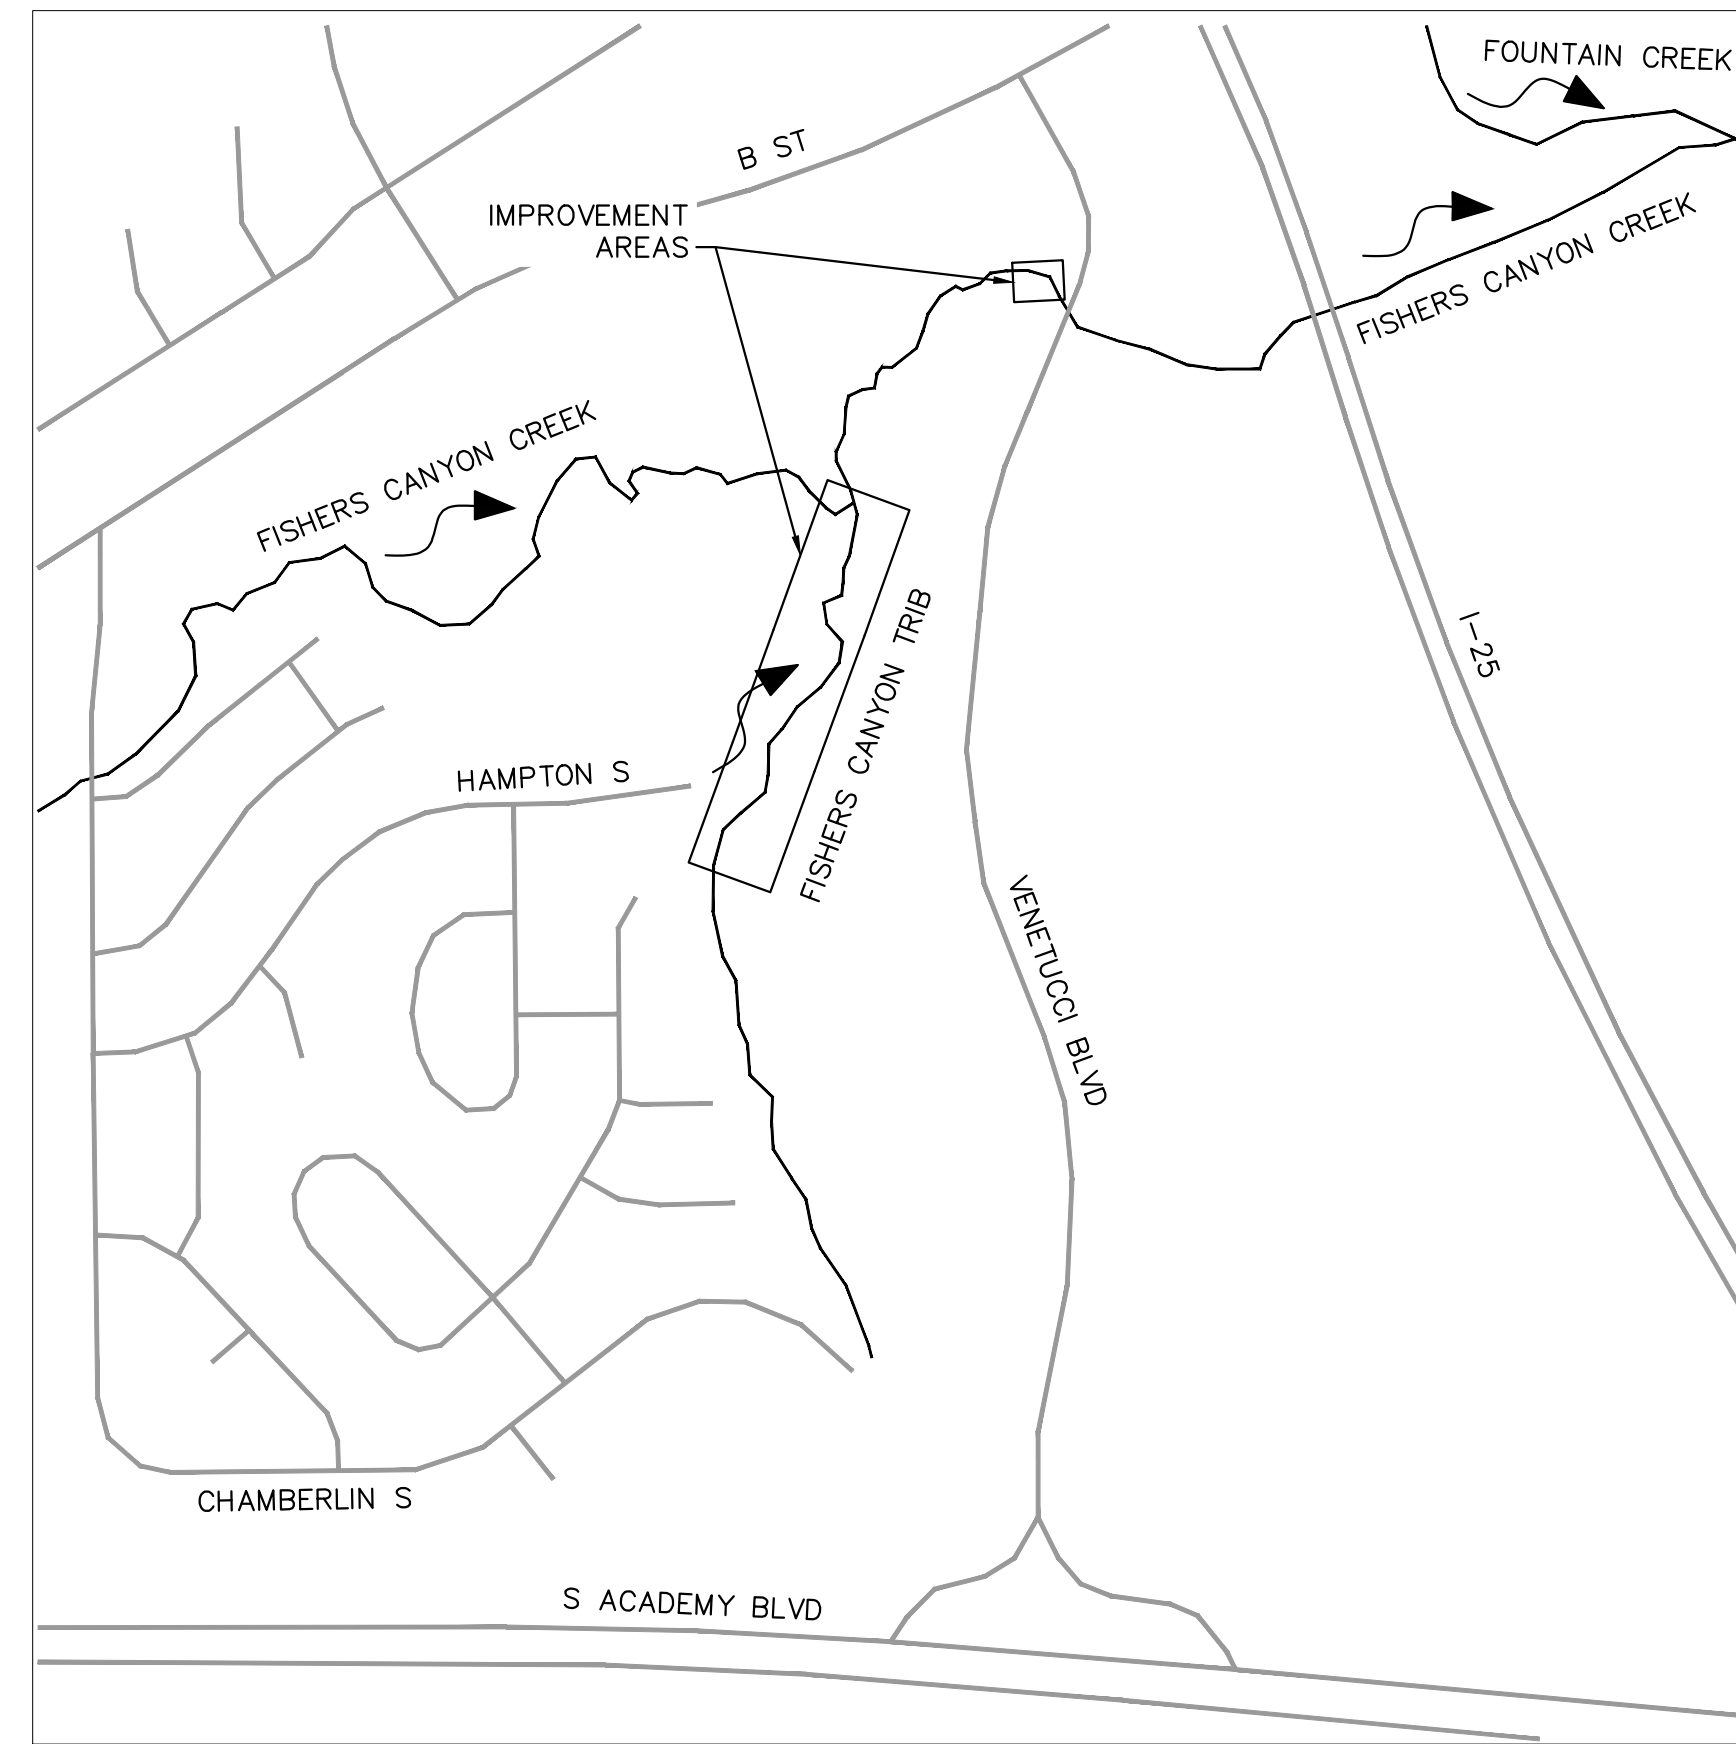 FOUNTAIN CREEK
B ST
IMPROVEMENT
AREAS
FISHERS CANYON CREEK
FISHERS CANYON CREEK
I-25
FISHERS CANYON TRIB
HAMPTON S
VENETUCCI BLVD
CHAMBERLIN S
S ACADEMY BLVD